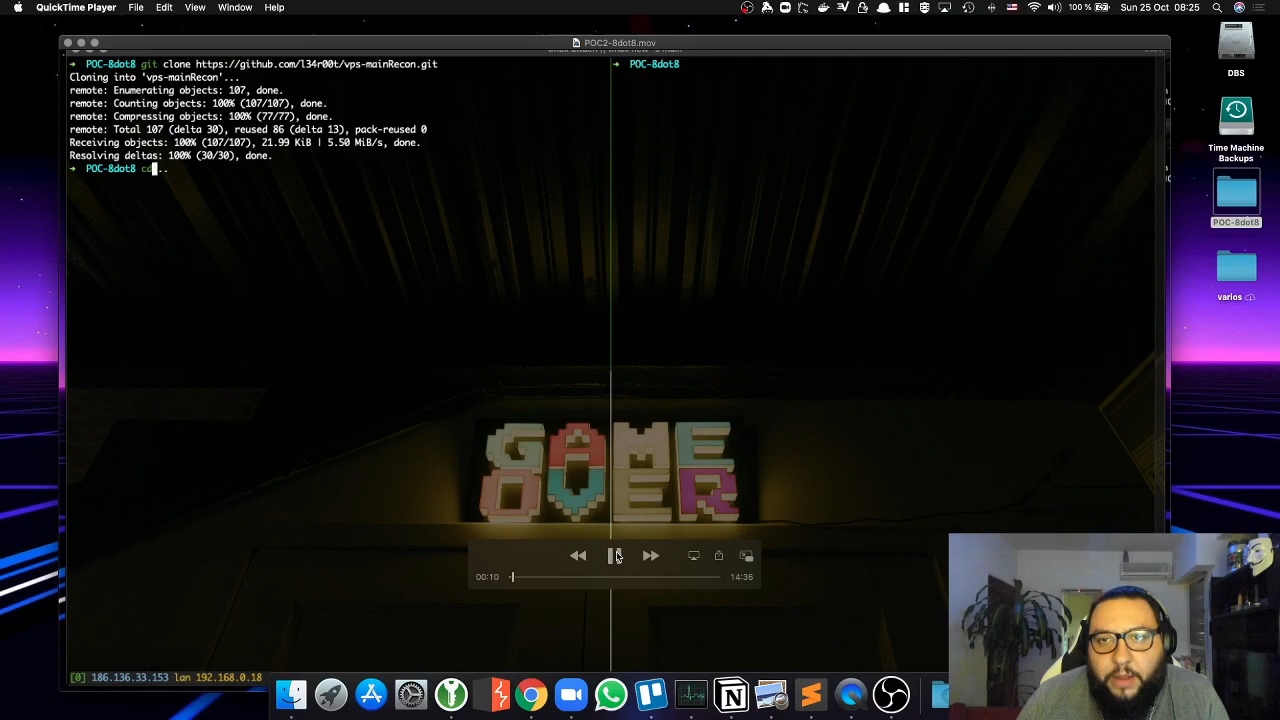 QuickTime Player File Edit View Window Help 100 % Sun 25 Oct 08:25
POC2-8dot8.mov
➜ POC-8dot8 git clone https://github.com/l34r00t/vps-mainRecon.git
Cloning into 'vps-mainRecon'...
remote: Enumerating objects: 107, done.
remote: Counting objects: 100% (107/107), done.
remote: Compressing objects: 100% (77/77), done.
remote: Total 107 (delta 30), reused 86 (delta 13), pack-reused 0
Receiving objects: 100% (107/107), 21.99 KiB | 5.50 MiB/s, done.
Resolving deltas: 100% (30/30), done.
➜ POC-8dot8 cd ..
➜ POC-8dot8
GAME
OVER
00:10 14:36
[0] 186.136.33.153 lan 192.168.0.18
DBS
Time Machine
Backups
POC-8dot8
varios